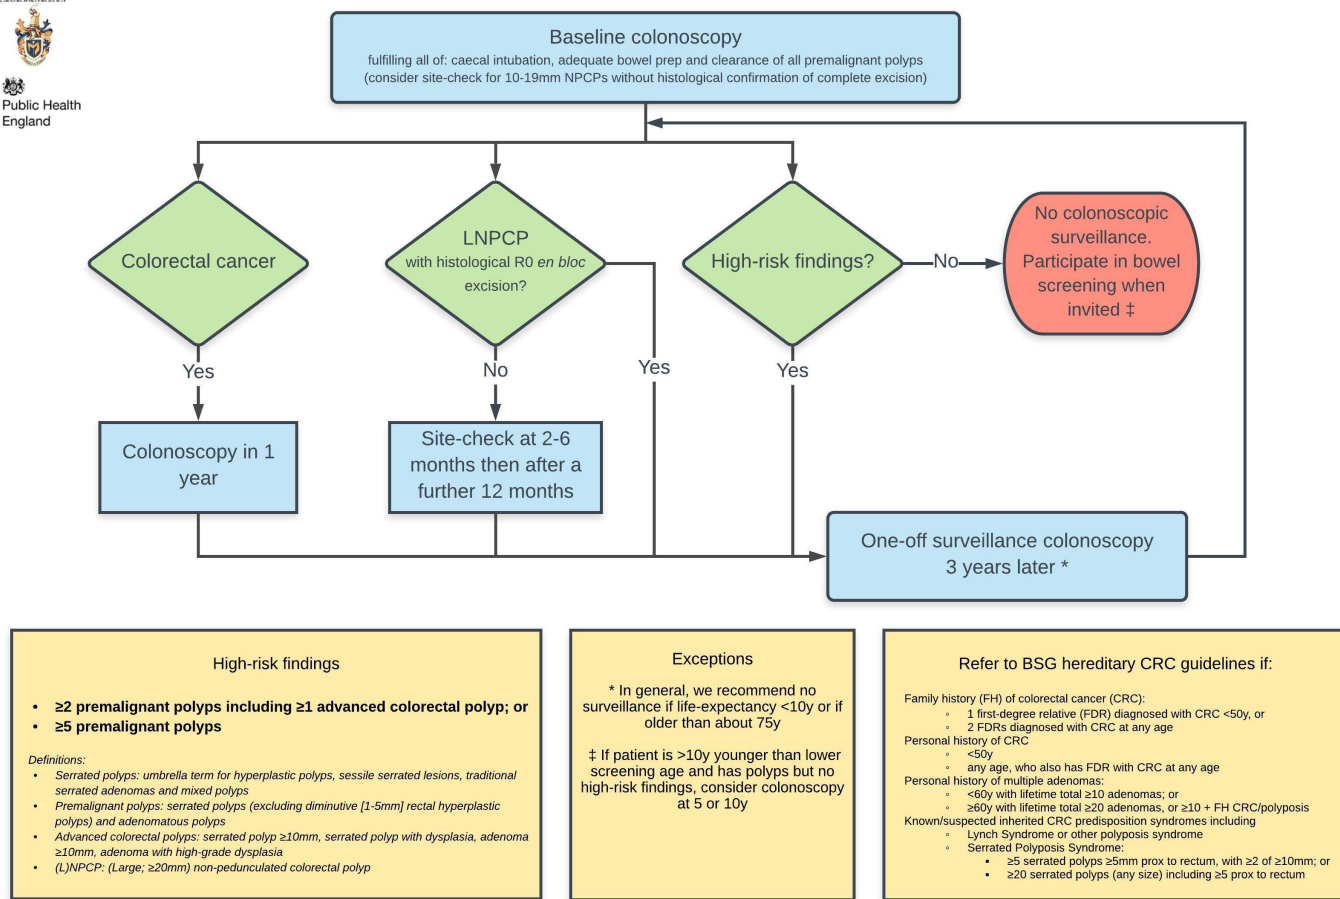 Public Health
England
Baseline colonoscopy
fulfilling all of: caecal intubation, adequate bowel prep and clearance of all premalignant polyps
(consider site-check for 10-19mm NPCPs without histological confirmation of complete excision)
Colorectal cancer
LNPCP
with histological R0 en bloc
excision?
High-risk findings?
No
No colonoscopic
surveillance.
Participate in bowel
screening when
invited ‡
Yes
No
Yes
Yes
Colonoscopy in 1
year
Site-check at 2-6
months then after a
further 12 months
One-off surveillance colonoscopy
3 years later *
High-risk findings
• ≥2 premalignant polyps including ≥1 advanced colorectal polyp; or
• ≥5 premalignant polyps
Definitions:
• Serrated polyps: umbrella term for hyperplastic polyps, sessile serrated lesions, traditional
serrated adenomas and mixed polyps
• Premalignant polyps: serrated polyps (excluding diminutive [1-5mm] rectal hyperplastic
polyps) and adenomatous polyps
• Advanced colorectal polyps: serrated polyp ≥10mm, serrated polyp with dysplasia, adenoma
≥10mm, adenoma with high-grade dysplasia
• (L)NPCP: (Large; ≥20mm) non-pedunculated colorectal polyp
Exceptions
* In general, we recommend no
surveillance if life-expectancy <10y or if
older than about 75y
‡ If patient is >10y younger than lower
screening age and has polyps but no
high-risk findings, consider colonoscopy
at 5 or 10y
Refer to BSG hereditary CRC guidelines if:
Family history (FH) of colorectal cancer (CRC):
◦ 1 first-degree relative (FDR) diagnosed with CRC <50y, or
◦ 2 FDRs diagnosed with CRC at any age
Personal history of CRC
◦ <50y
◦ any age, who also has FDR with CRC at any age
Personal history of multiple adenomas:
◦ <60y with lifetime total ≥10 adenomas; or
◦ ≥60y with lifetime total ≥20 adenomas, or ≥10 + FH CRC/polyposis
Known/suspected inherited CRC predisposition syndromes including
◦ Lynch Syndrome or other polyposis syndrome
◦ Serrated Polyposis Syndrome:
▪ ≥5 serrated polyps ≥5mm prox to rectum, with ≥2 of ≥10mm; or
▪ ≥20 serrated polyps (any size) including ≥5 prox to rectum